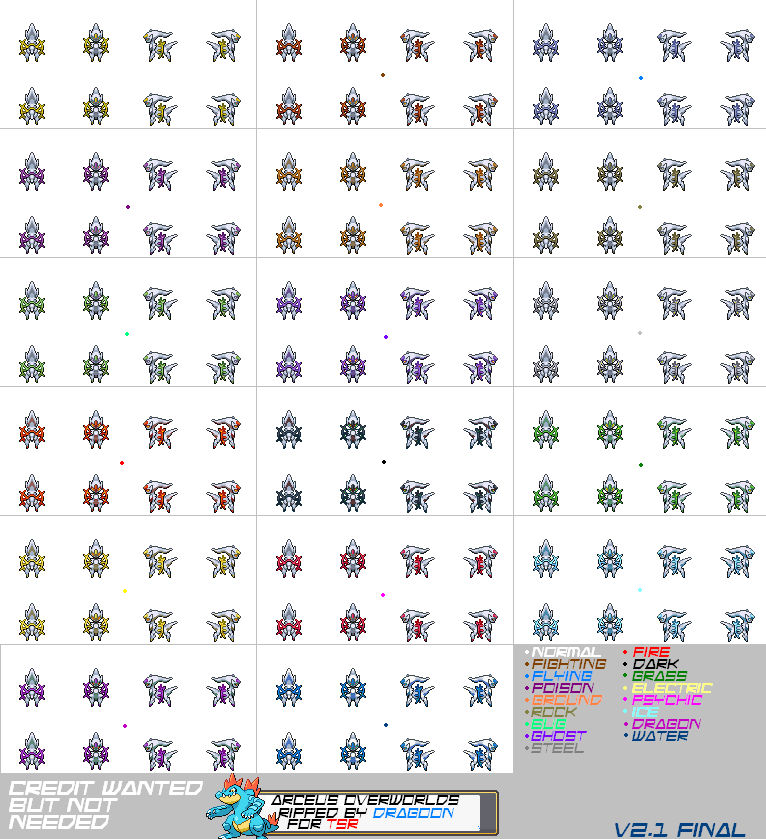 NORMAL
FIGHTING
FLYING
POISON
GROUND
ROCK
BUG
GHOST
STEEL
FIRE
DARK
GRASS
ELECTRIC
PSYCHIC
ICE
DRAGON
WATER
CREDIT WANTED
BUT NOT
NEEDED
ARCEUS OVERWORLDS
RIPPED BY DRAGOON
FOR TSR
V2.1 FINAL